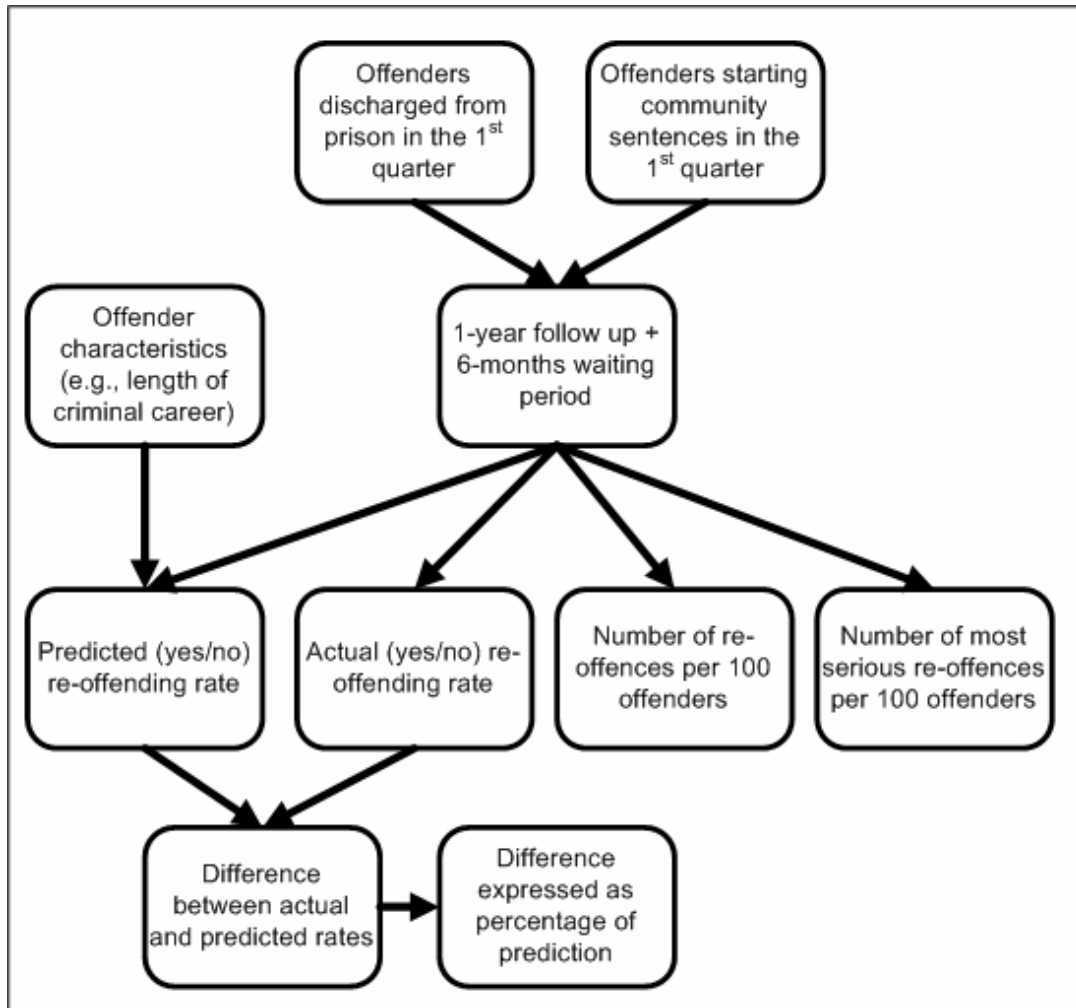 Offenders
discharged from
prison in the 1st
quarter
Offenders starting
community
sentences in the
1st quarter
Offender
characteristics
(e.g., length of
criminal career)
1-year follow up +
6-months waiting
period
Predicted (yes/no)
re-offending rate
Actual (yes/no) re-
offending rate
Number of re-
offences per 100
offenders
Number of most
serious re-offences
per 100 offenders
Difference
between actual
and predicted rates
Difference
expressed as
percentage of
prediction